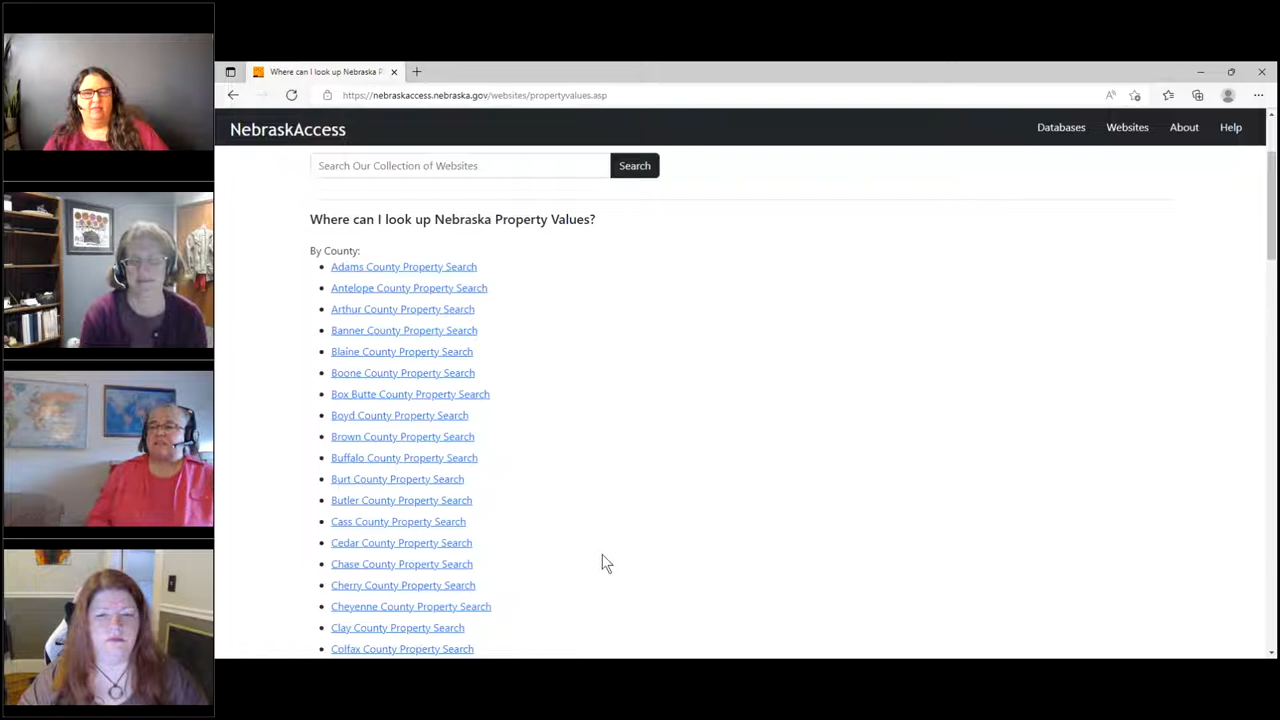 Where can I look up Nebraska P
https://nebraskaccess.nebraska.gov/websites/propertyvalues.asp
NebraskAccess
Databases
Websites
About
Help
Search Our Collection of Websites
Search
Where can I look up Nebraska Property Values?
By County:
Adams County Property Search
Antelope County Property Search
Arthur County Property Search
Banner County Property Search
Blaine County Property Search
Boone County Property Search
Box Butte County Property Search
Boyd County Property Search
Brown County Property Search
Buffalo County Property Search
Burt County Property Search
Butler County Property Search
Cass County Property Search
Cedar County Property Search
Chase County Property Search
Cherry County Property Search
Cheyenne County Property Search
Clay County Property Search
Colfax County Property Search